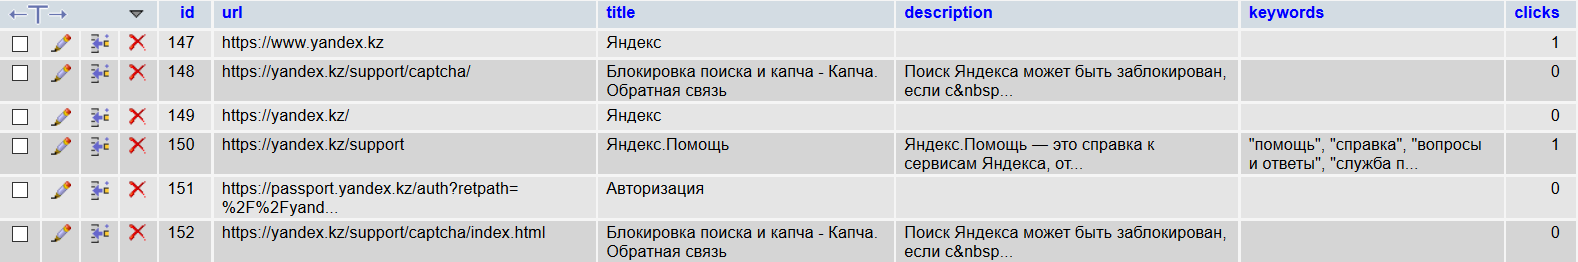 id url title description keywords clicks
147 https://www.yandex.kz Яндекс 1
148 https://yandex.kz/support/captcha/ Блокировка поиска и капча - Капча. Поиск Яндекса может быть заблокирован, 0
Обратная связь если с&nbsp...
149 https://yandex.kz/ Яндекс 0
150 https://yandex.kz/support Яндекс.Помощь Яндекс.Помощь — это справка к "помощь", "справка", "вопросы 1
сервисам Яндекса, от... и ответы", "служба п...
151 https://passport.yandex.kz/auth?retpath= Авторизация 0
%2F%2Fyand...
152 https://yandex.kz/support/captcha/index.html Блокировка поиска и капча - Капча. Поиск Яндекса может быть заблокирован, 0
Обратная связь если с&nbsp...